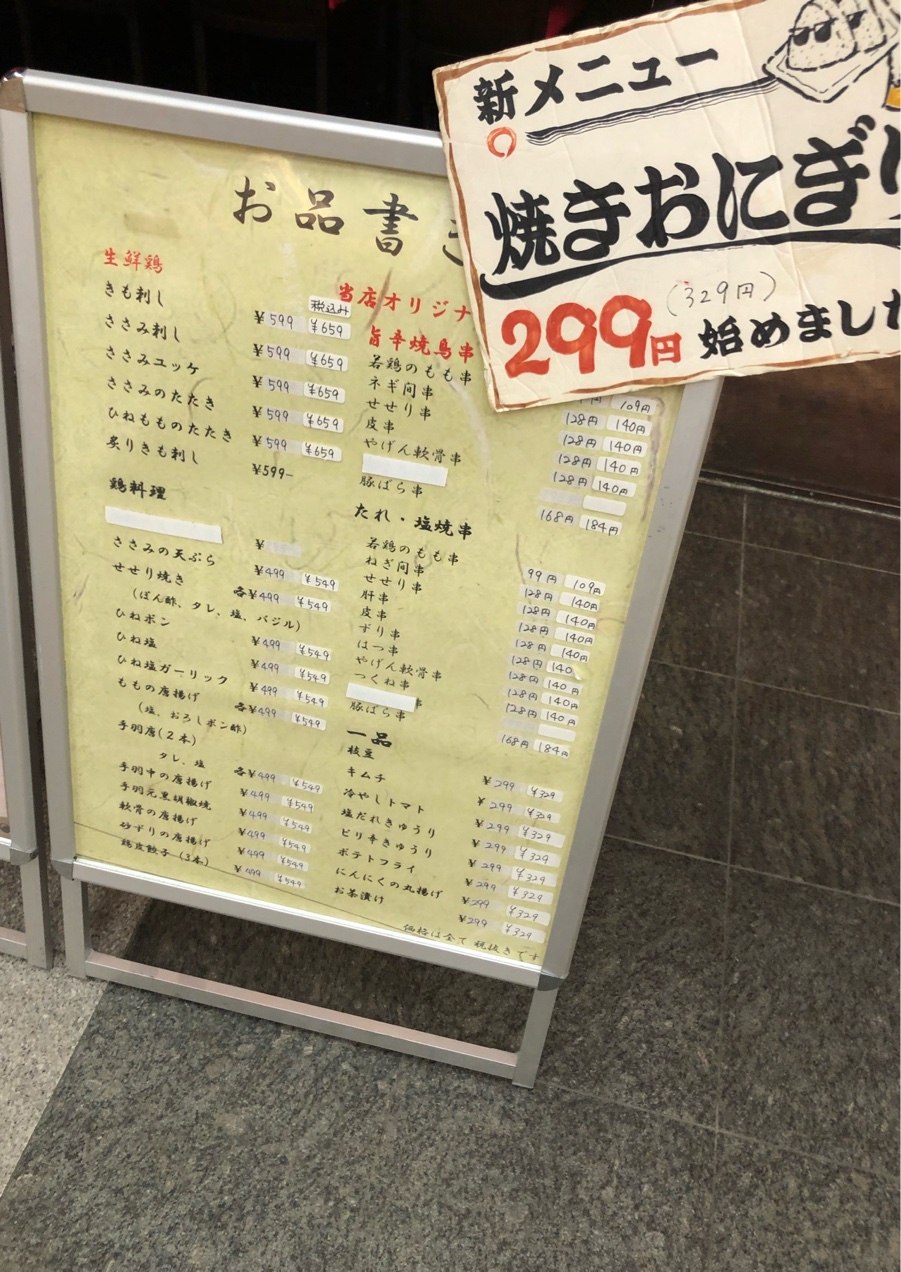 新メニュー
焼きおにぎり
299円 (329円) 始めました
お品書き
生鮮鶏
税込み
きも刺し ¥599 ¥659
ささみ刺し ¥599 ¥659
ささみユッケ ¥599 ¥659
ささみのたたき ¥599 ¥659
ひねもものたたき ¥599 ¥659
炙りきも刺し ¥599-
鶏料理
¥
ささみの天ぷら ¥499 ¥549
せせり焼き 各¥499 ¥549
(ぽん酢、タレ、塩、バジル)
ひねポン ¥499 ¥549
ひね塩 ¥499 ¥549
ひね塩ガーリック ¥499 ¥549
ももの唐揚げ 各¥499 ¥549
(塩、おろしポン酢)
手羽唐(2本)
タレ、塩 各¥499 ¥549
手羽中の唐揚げ ¥499 ¥549
手羽元黒胡椒焼 ¥499 ¥549
軟骨の唐揚げ ¥499 ¥549
砂ずりの唐揚げ ¥499 ¥549
鶏皮餃子(3本) ¥499 ¥549
当店オリジナ
旨辛焼鳥串
若鶏のもも串 109円
ネギ間串 128円 140円
せせり串 128円 140円
皮串 128円 140円
やげん軟骨串 128円 140円
豚ばら串 168円 184円
たれ・塩焼串
若鶏のもも串 99円 109円
ねぎ間串 128円 140円
せせり串 128円 140円
肝串 128円 140円
皮串 128円 140
ずり串 128円 140円
はつ串 128円 140円
やげん軟骨串 128円 140円
つくね串
豚ばら串 168円 184円
一品
枝豆 ¥299 ¥329
キムチ ¥299 ¥329
冷やしトマト ¥299 ¥329
塩だれきゅうり ¥299 ¥329
ピリ辛きゅうり ¥299 ¥329
ポテトフライ ¥299 ¥329
にんにくの丸揚げ ¥299 ¥329
お茶漬け ¥299 ¥329
価格は全て税抜きです